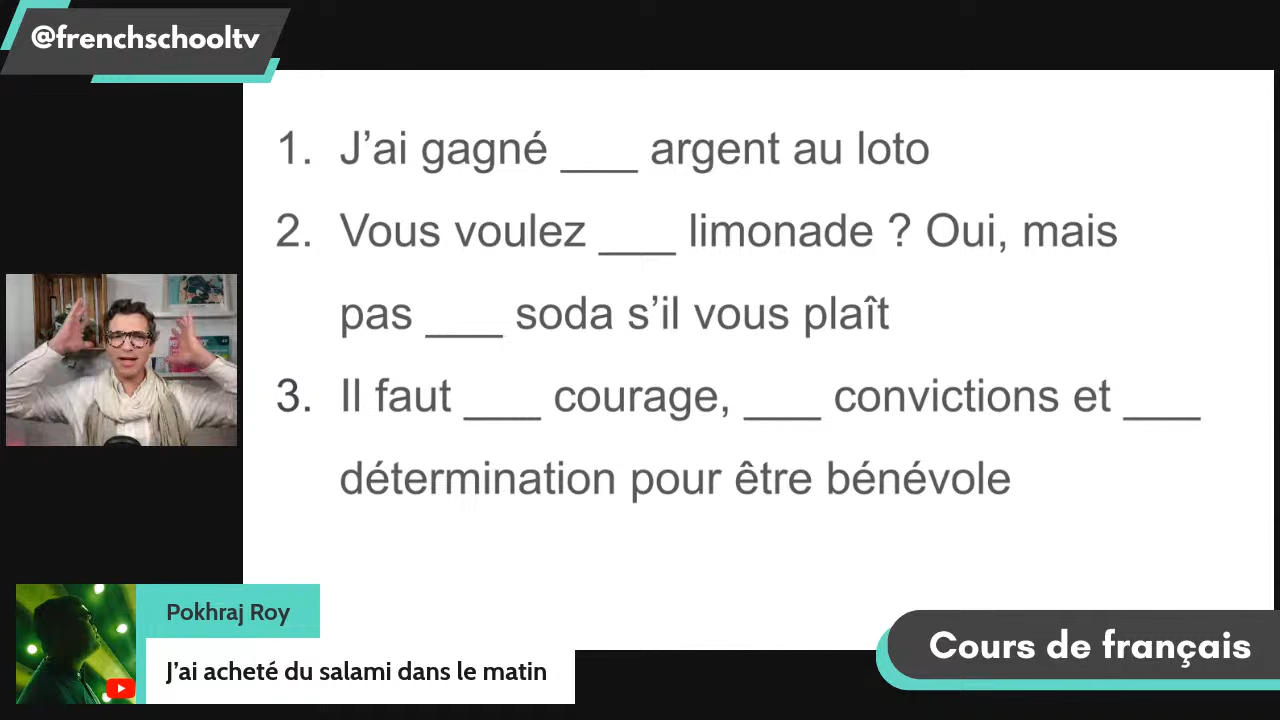 @frenchschooltv
1. J’ai gagné ___ argent au loto
2. Vous voulez ___ limonade ? Oui, mais
pas ___ soda s’il vous plaît
3. Il faut ___ courage, ___ convictions et ___
détermination pour être bénévole
Pokhraj Roy
J’ai acheté du salami dans le matin
Cours de français